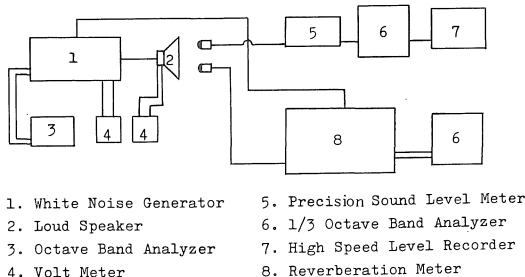 1
2
3
4
4
5
6
7
8
6
1. White Noise Generator
2. Loud Speaker
3. Octave Band Analyzer
4. Volt Meter
5. Precision Sound Level Meter
6. 1/3 Octave Band Analyzer
7. High Speed Level Recorder
8. Reverberation Meter